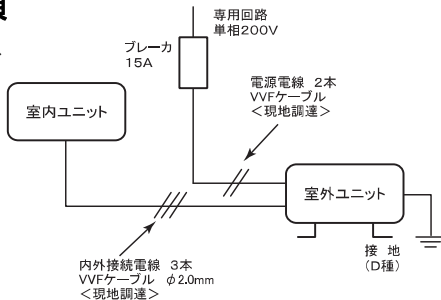 専用回路
単相200V
ブレーカ
15A
電源電線 2本
VVFケーブル
<現地調達>
室内ユニット
室外ユニット
接 地
(D種)
内外接続電線 3本
VVFケーブル φ2.0mm
<現地調達>